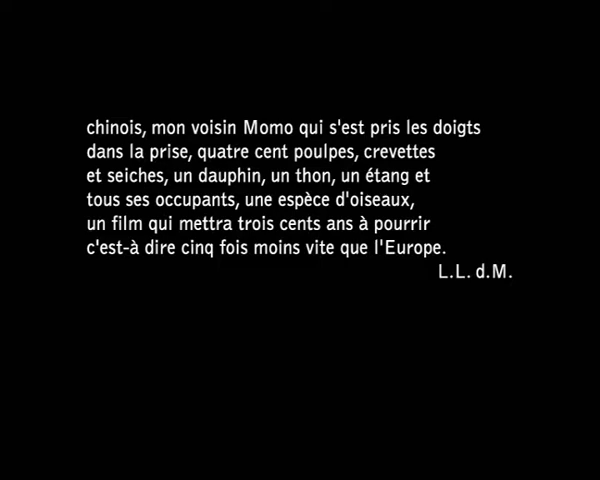 chinois, mon voisin Momo qui s'est pris les doigts
dans la prise, quatre cent poulpes, crevettes
et seiches, un dauphin, un thon, un étang et
tous ses occupants, une espèce d'oiseaux,
un film qui mettra trois cents ans à pourrir
c'est-à dire cinq fois moins vite que l'Europe.
L.L. d.M.